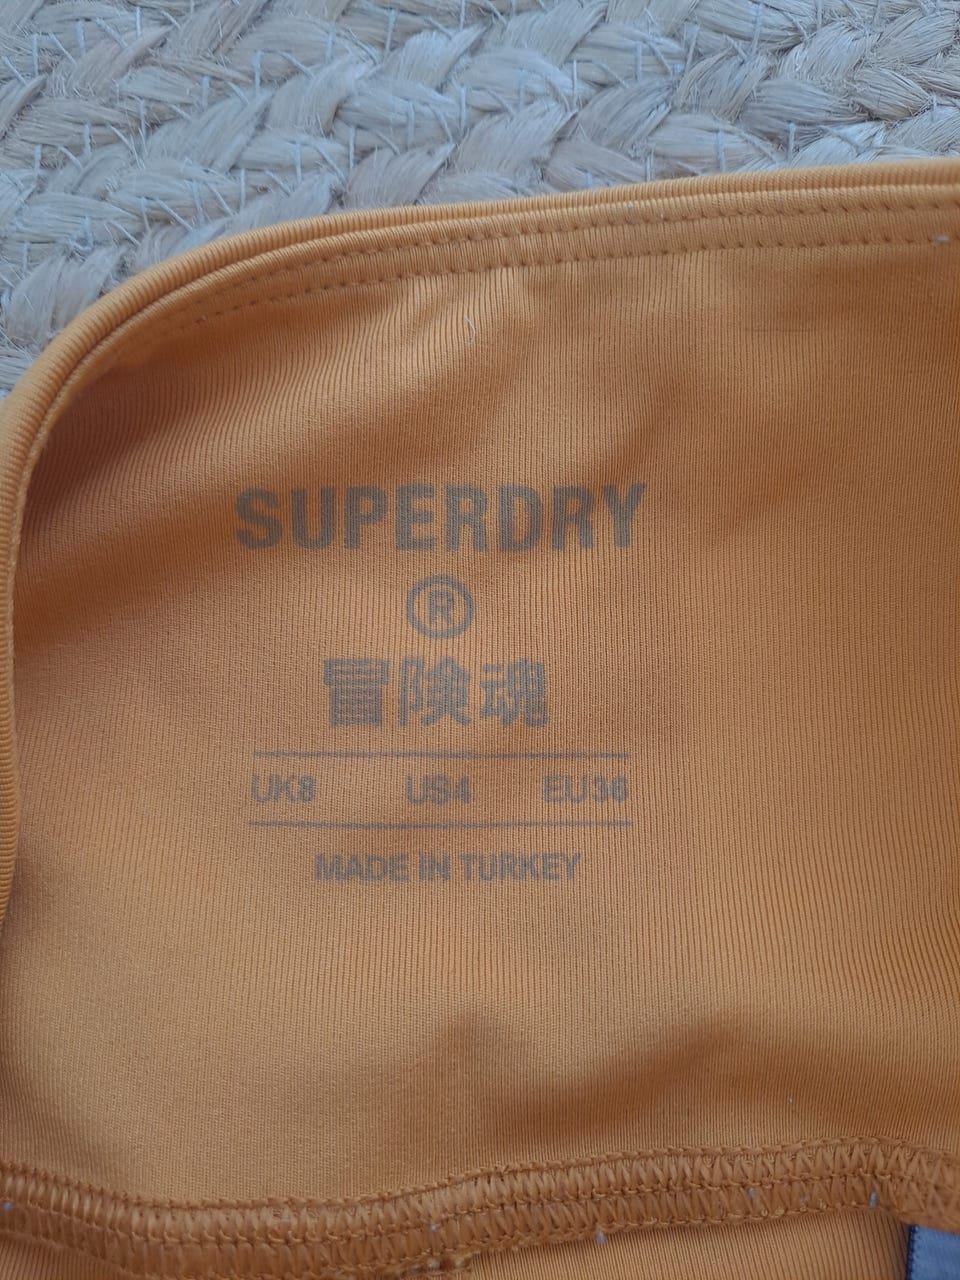 SUPERDRY
®
冒険魂
UK8 US4 EU36
MADE IN TURKEY